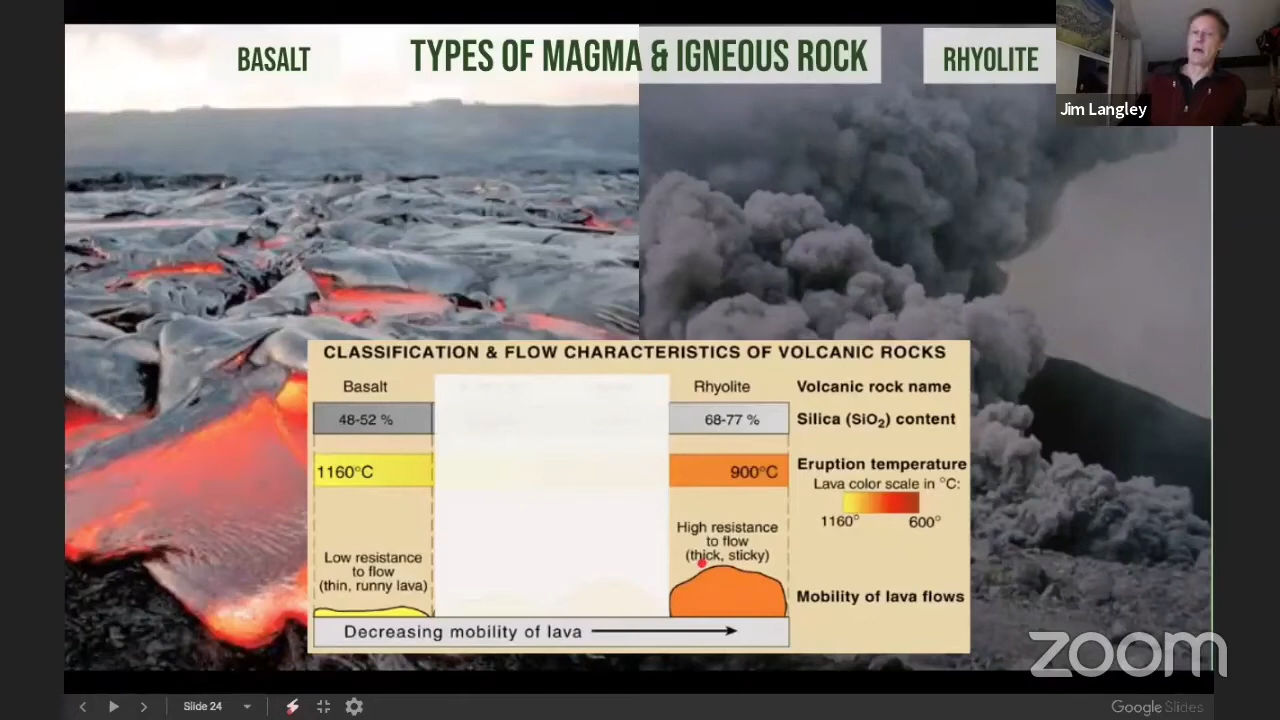 BASALT
TYPES OF MAGMA & IGNEOUS ROCK
RHYOLITE
Jim Langley
CLASSIFICATION & FLOW CHARACTERISTICS OF VOLCANIC ROCKS
Basalt
Rhyolite
Volcanic rock name
48-52 %
68-77 %
Silica (SiO₂) content
1160°C
900°C
Eruption temperature
Lava color scale in °C:
1160°
600°
Low resistance
to flow
(thin, runny lava)
High resistance
to flow
(thick, sticky)
Mobility of lava flows
Decreasing mobility of lava
zoom
Slide 24
Google Slides